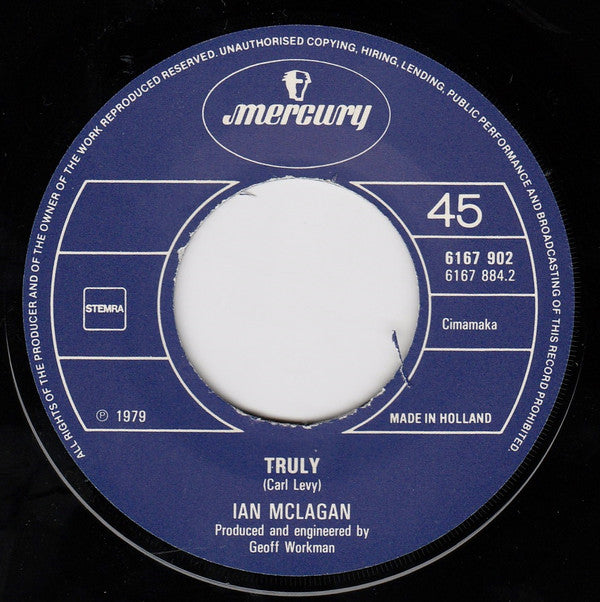 ALL RIGHTS OF THE PRODUCER AND OF THE OWNER OF THE WORK REPRODUCED RESERVED. UNAUTHORISED COPYING, HIRING, LENDING, PUBLIC PERFORMANCE AND BROADCASTING OF THIS RECORD PROHIBITED.
mercury
45
6167 902
6167 884.2
STEMRA
Cimamaka
℗ 1979
MADE IN HOLLAND
TRULY
(Carl Levy)
IAN MCLAGAN
Produced and engineered by
Geoff Workman